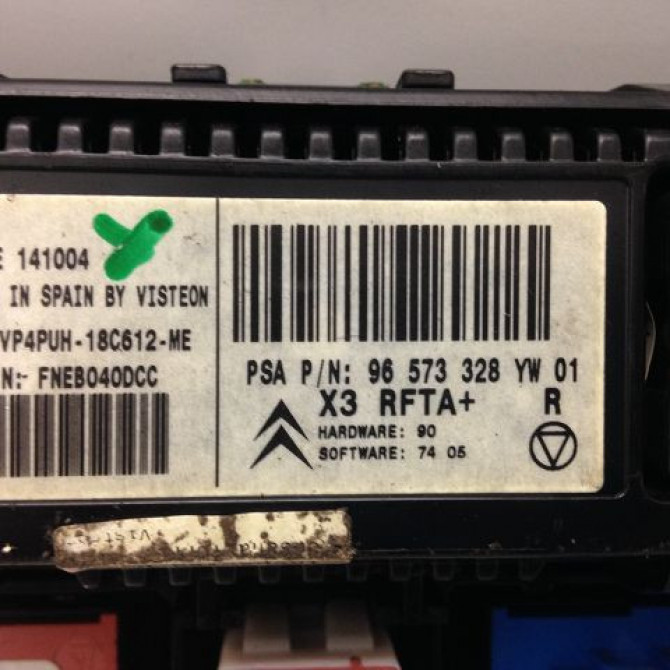 E 141004
IN SPAIN BY VISTEON
VP4PUH-18C612-ME
N:- FNEB040DCC
PSA P/N: 96 573 328 YW 01
X3 RFTA+ R
HARDWARE: 90
SOFTWARE: 74 05